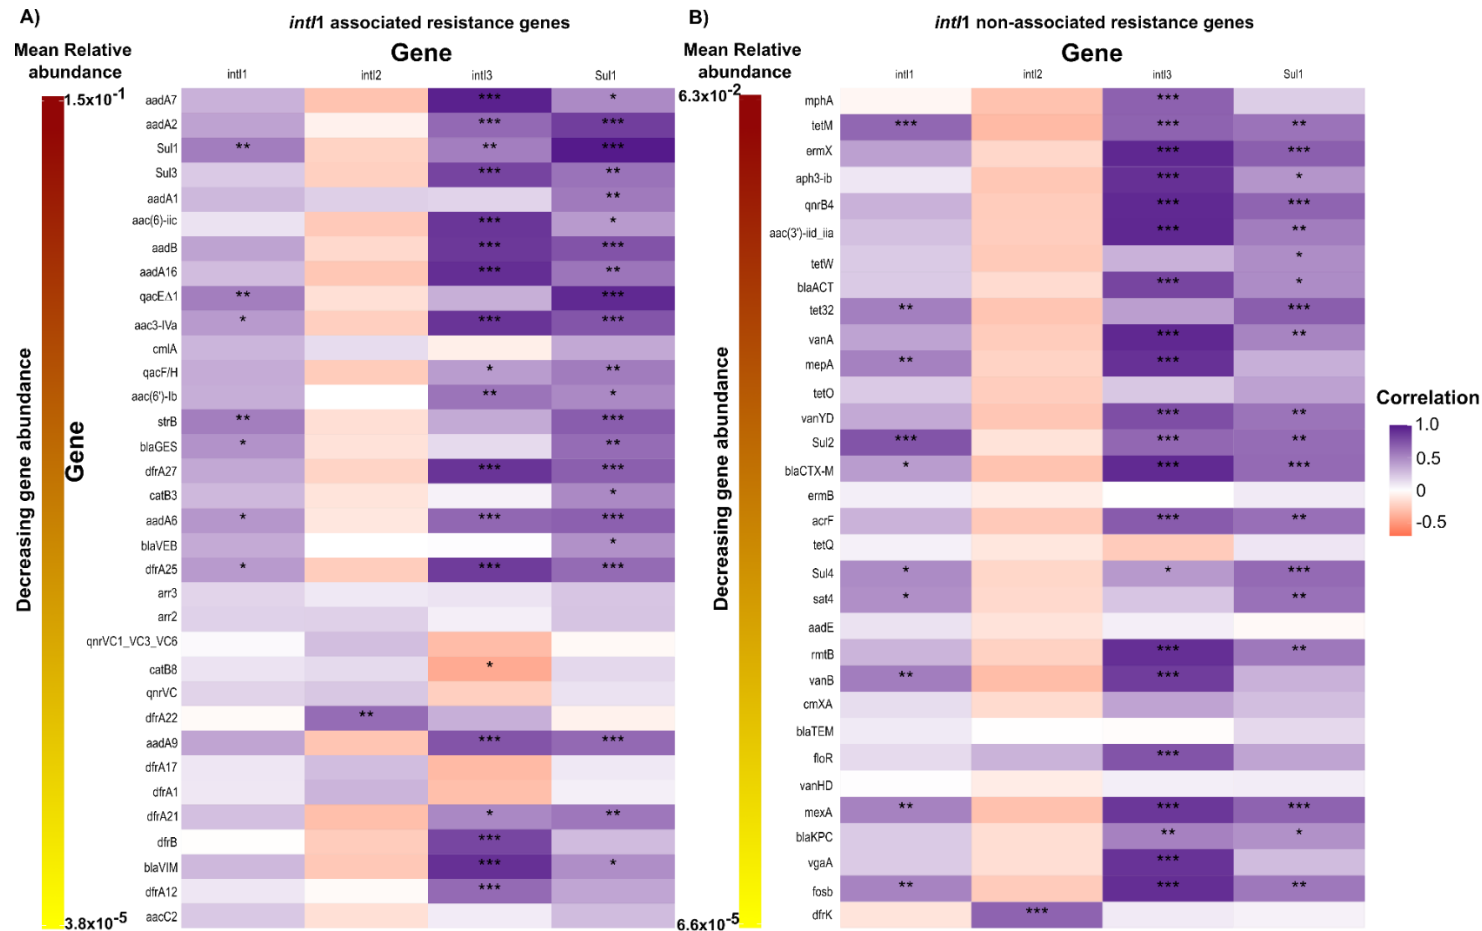 A)
intI1 associated resistance genes
Mean Relative
abundance
Gene
intI1 intI2 intI3 Sul1
1.5x10-1
aadA7 *** *
aadA2 *** ***
Sul1 ** ** ***
Sul3 *** **
aadA1 **
aac(6)-iic *** *
aadB *** ***
aadA16 *** **
qacEΔ1 ** ***
aac3-IVa * *** ***
cmlA
qacF/H * **
aac(6')-Ib ** *
strB ** ***
blaGES * **
dfrA27 *** ***
catB3 *
aadA6 * *** ***
blaVEB *
dfrA25 * *** ***
arr3
arr2
qnrVC1_VC3_VC6
catB8 *
qnrVC
dfrA22 **
aadA9 *** ***
dfrA17
dfrA1
dfrA21 * **
dfrB ***
blaVIM *** *
dfrA12 ***
aacC2
3.8x10-5
Decreasing gene abundance
Gene
B)
intI1 non-associated resistance genes
Mean Relative
abundance
Gene
intI1 intI2 intI3 Sul1
6.3x10-2
mphA ***
tetM *** *** **
ermX *** ***
aph3-ib *** *
qnrB4 *** ***
aac(3')-iid_iia *** **
tetW *
blaACT *** *
tet32 ** ***
vanA *** **
mepA ** ***
tetO
vanYD *** **
Sul2 *** *** **
blaCTX-M * *** ***
ermB
acrF *** **
tetQ
Sul4 * * ***
sat4 * **
aadE
rmtB *** **
vanB ** ***
cmXA
blaTEM
floR ***
vanHD
mexA ** *** ***
blaKPC ** *
vgaA ***
fosb ** *** **
dfrK ***
6.6x10-5
Decreasing gene abundance
Correlation
1.0
0.5
0
-0.5